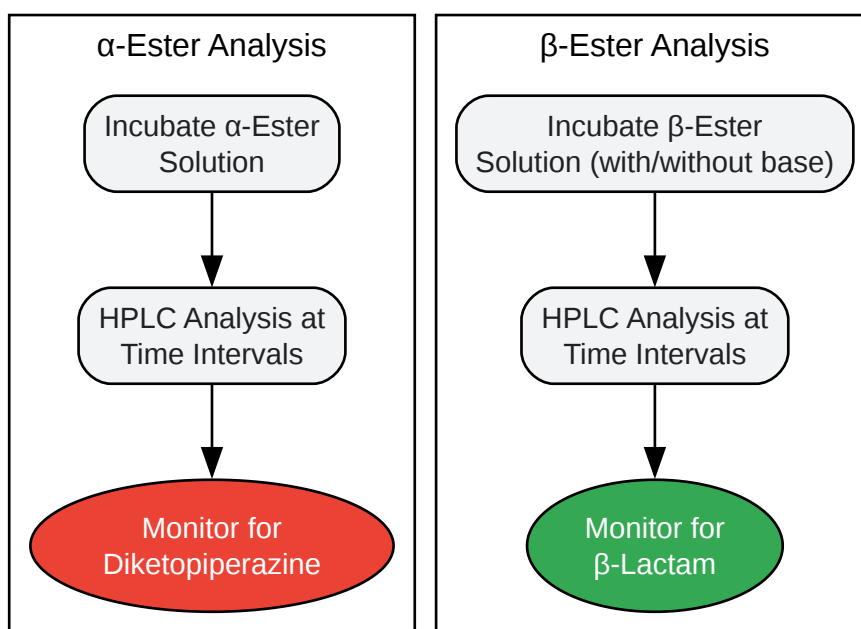 α-Ester Analysis
Incubate α-Ester
Solution
HPLC Analysis at
Time Intervals
Monitor for
Diketopiperazine
β-Ester Analysis
Incubate β-Ester
Solution (with/without base)
HPLC Analysis at
Time Intervals
Monitor for
β-Lactam